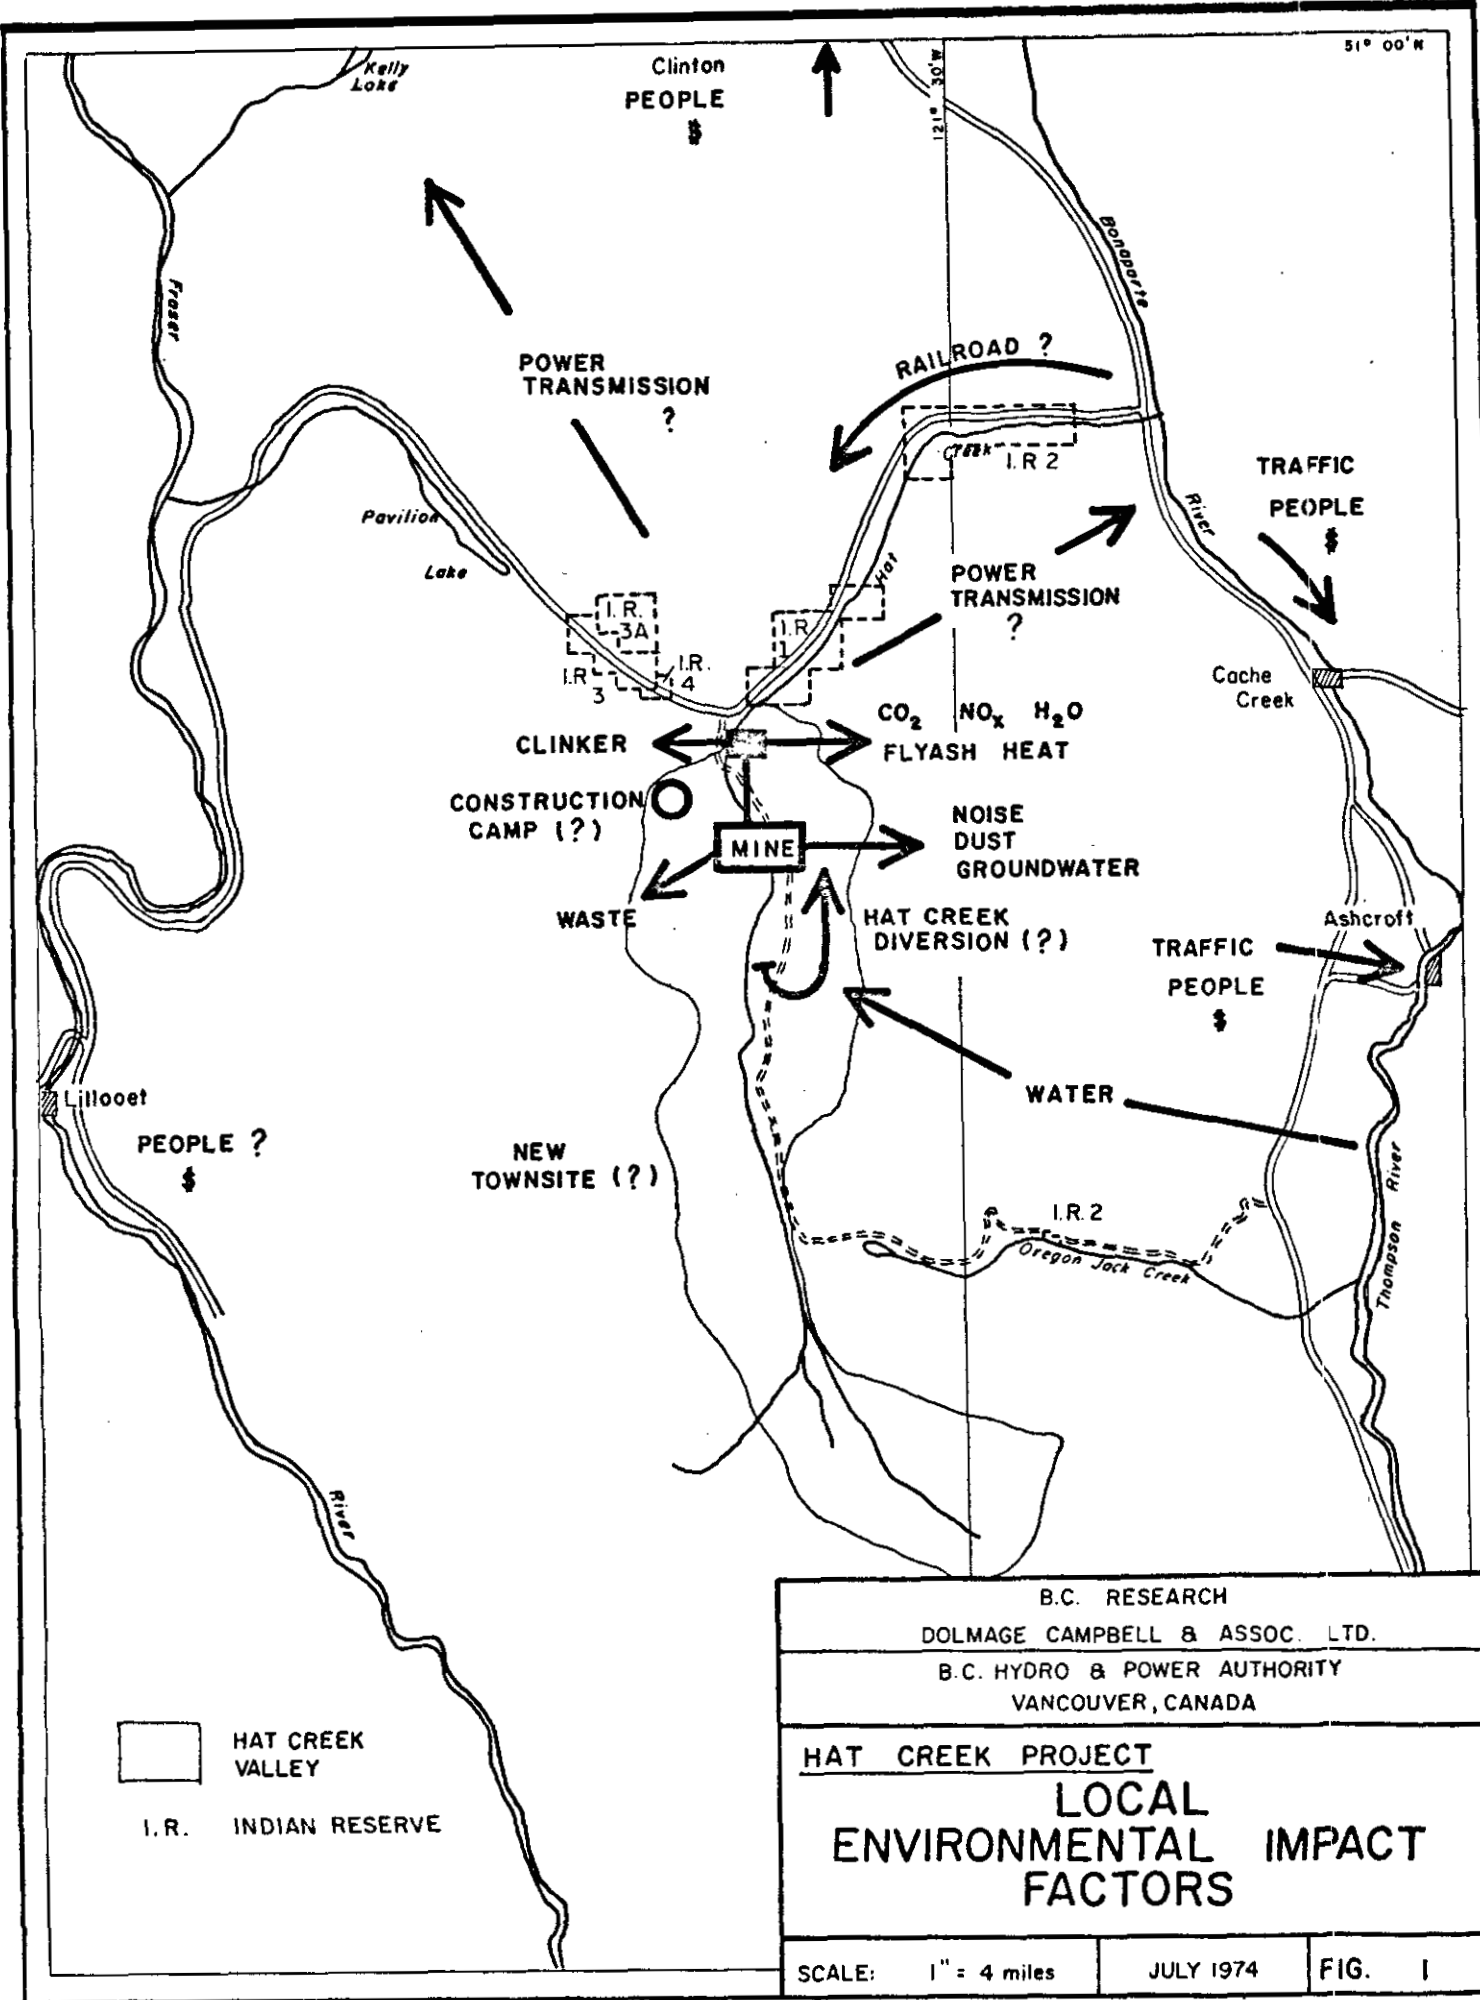 51° 00' N
Kelly
Lake
Clinton
PEOPLE
$
121° 30' W
Bonaparte
Fraser
RAILROAD ?
POWER
TRANSMISSION
?
Creek
I.R 2
TRAFFIC
PEOPLE
$
River
Pavilion
Lake
Hat
POWER
TRANSMISSION
?
I.R.
3A
I.R.
1
I.R.
4
I.R
3
Cache
Creek
CO2 NOx H2O
FLYASH HEAT
CLINKER
CONSTRUCTION
CAMP (?)
MINE
NOISE
DUST
GROUNDWATER
WASTE
HAT CREEK
DIVERSION (?)
Ashcroft
TRAFFIC
PEOPLE
$
WATER
Lillooet
PEOPLE ?
$
NEW
TOWNSITE (?)
I.R. 2
Oregon Jack Creek
Thompson River
River
B.C. RESEARCH
DOLMAGE CAMPBELL & ASSOC. LTD.
B.C. HYDRO & POWER AUTHORITY
VANCOUVER, CANADA
HAT CREEK PROJECT
LOCAL
ENVIRONMENTAL IMPACT
FACTORS
SCALE: 1" = 4 miles
JULY 1974
FIG. 1
HAT CREEK
VALLEY
I.R. INDIAN RESERVE